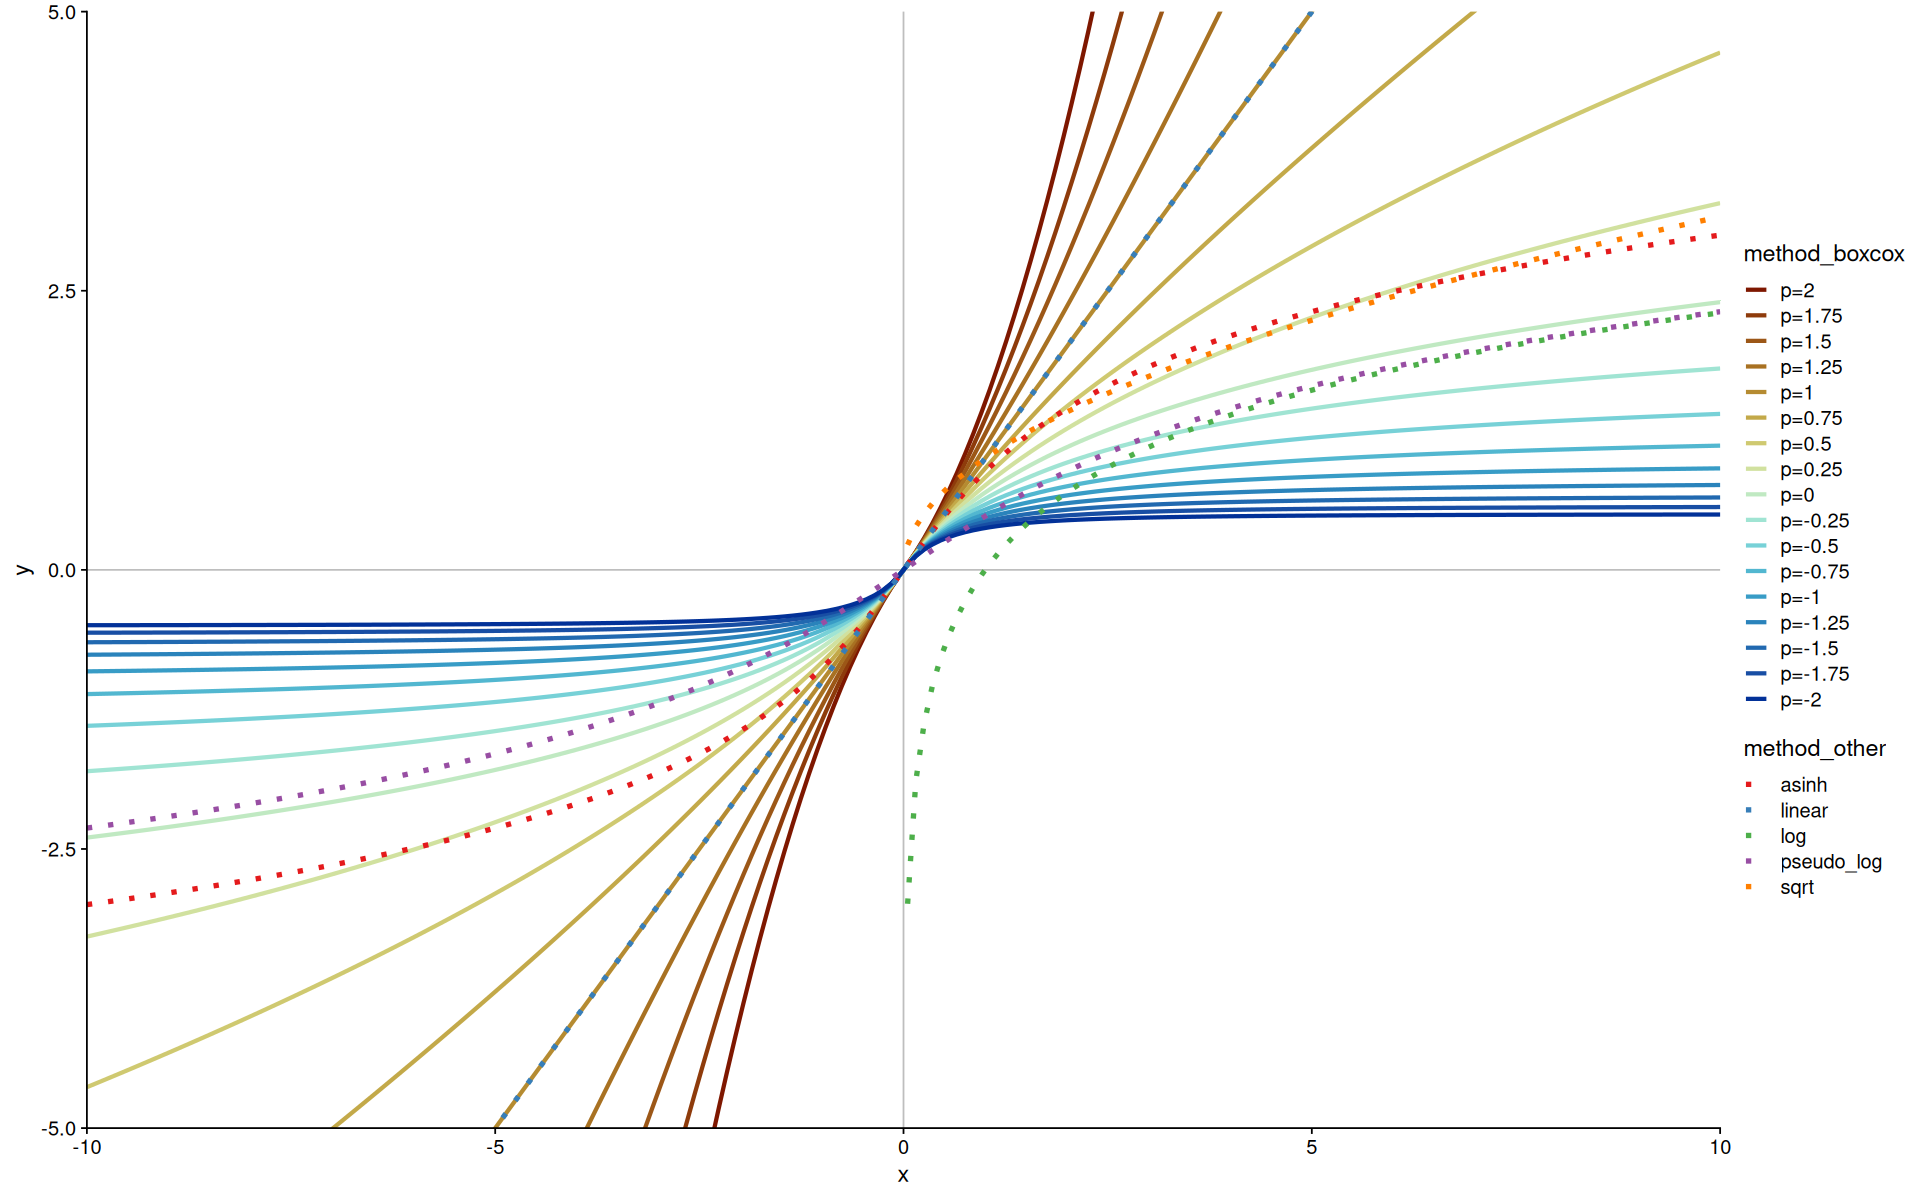 5.0
2.5
0.0
-2.5
-5.0
y
-10
-5
0
5
10
x
method_boxcox
p=2
p=1.75
p=1.5
p=1.25
p=1
p=0.75
p=0.5
p=0.25
p=0
p=-0.25
p=-0.5
p=-0.75
p=-1
p=-1.25
p=-1.5
p=-1.75
p=-2
method_other
asinh
linear
log
pseudo_log
sqrt